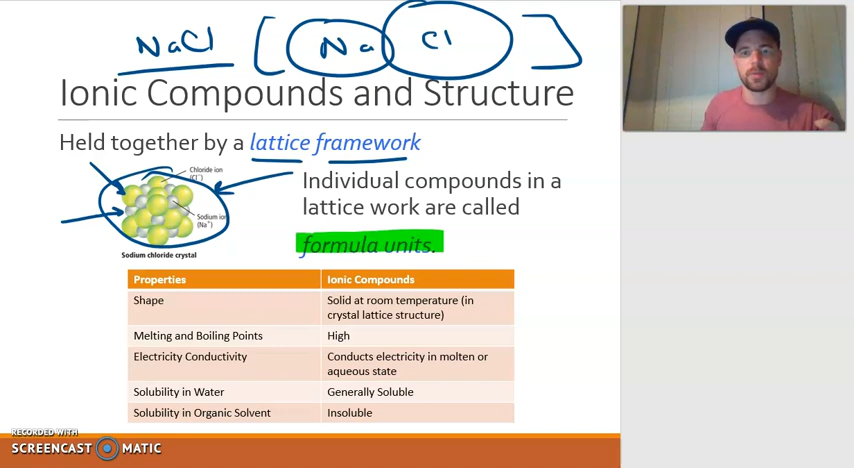 NaCl [Na Cl]
Ionic Compounds and Structure
Held together by a lattice framework
Chloride ion
(Cl⁻)
Sodium ion
(Na⁺)
Sodium chloride crystal
Individual compounds in a
lattice work are called
formula units.
Properties Ionic Compounds
Shape Solid at room temperature (in
crystal lattice structure)
Melting and Boiling Points High
Electricity Conductivity Conducts electricity in molten or
aqueous state
Solubility in Water Generally Soluble
Solubility in Organic Solvent Insoluble
RECORDED WITH
SCREENCAST MATIC